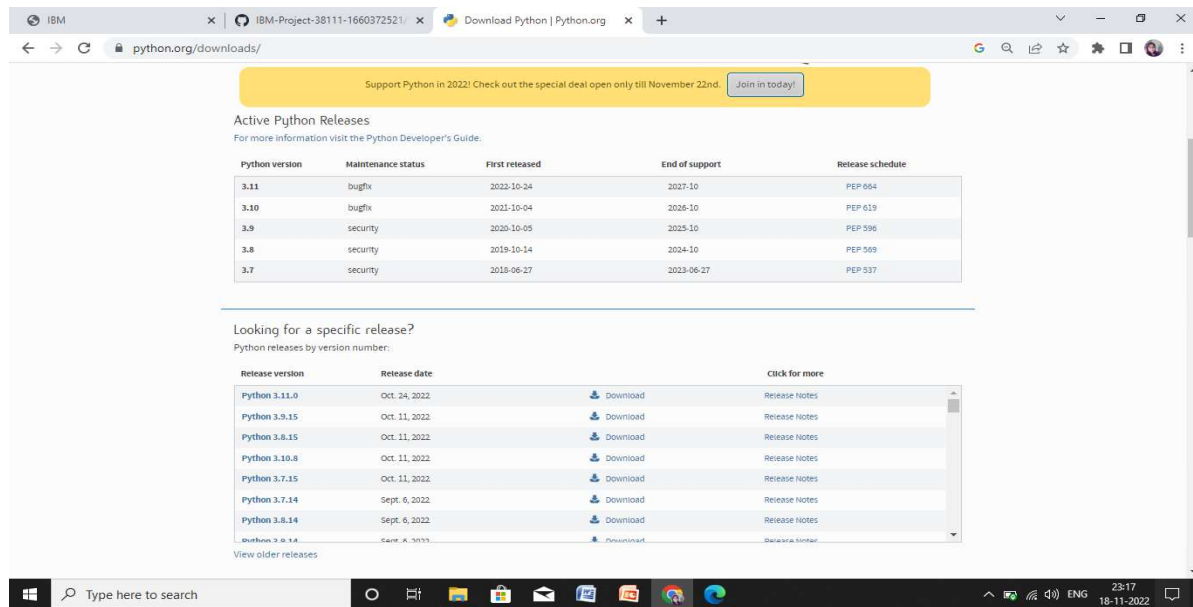 IBM
IBM-Project-38111-1660372521/
Download Python | Python.org
python.org/downloads/
Support Python in 2022! Check out the special deal open only till November 22nd. Join in today!
Active Python Releases
For more information visit the Python Developer's Guide.
Python version Maintenance status First released End of support Release schedule
3.11 bugfix 2022-10-24 2027-10 PEP 664
3.10 bugfix 2021-10-04 2026-10 PEP 619
3.9 security 2020-10-05 2025-10 PEP 596
3.8 security 2019-10-14 2024-10 PEP 569
3.7 security 2018-06-27 2023-06-27 PEP 537
Looking for a specific release?
Python releases by version number:
Release version Release date Click for more
Python 3.11.0 Oct. 24, 2022 Download Release Notes
Python 3.9.15 Oct. 11, 2022 Download Release Notes
Python 3.8.15 Oct. 11, 2022 Download Release Notes
Python 3.10.8 Oct. 11, 2022 Download Release Notes
Python 3.7.15 Oct. 11, 2022 Download Release Notes
Python 3.7.14 Sept. 6, 2022 Download Release Notes
Python 3.8.14 Sept. 6, 2022 Download Release Notes
Python 3.9.14 Sept. 6, 2022 Download Release Notes
View older releases
Type here to search
ENG
23:17
18-11-2022